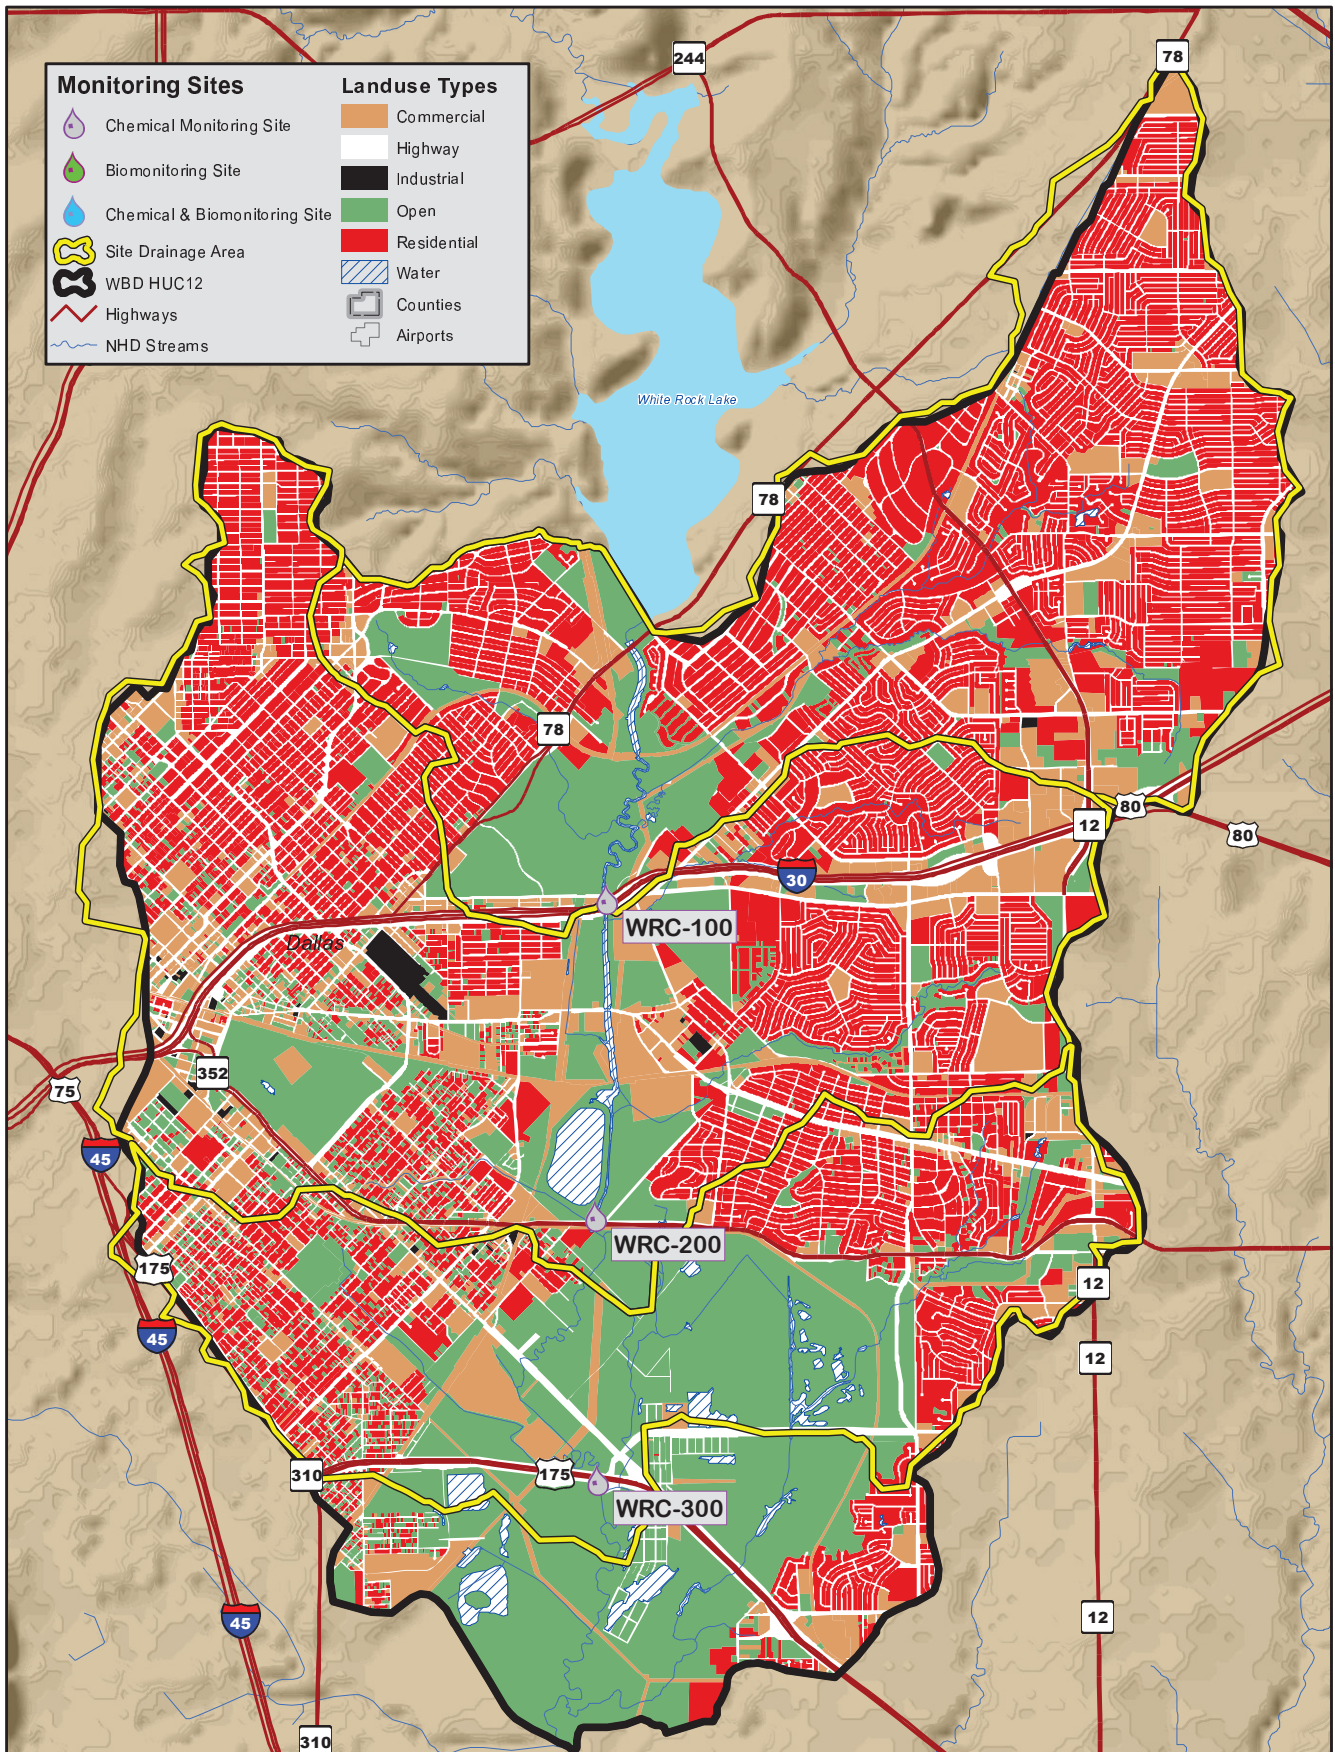 Monitoring Sites
Chemical Monitoring Site
Biomonitoring Site
Chemical & Biomonitoring Site
Site Drainage Area
WBD HUC12
Highways
NHD Streams
Landuse Types
Commercial
Highway
Industrial
Open
Residential
Water
Counties
Airports
244
78
White Rock Lake
78
78
80
12
80
30
WRC-100
Dallas
352
75
45
WRC-200
175
12
45
12
310
175
WRC-300
45
12
310